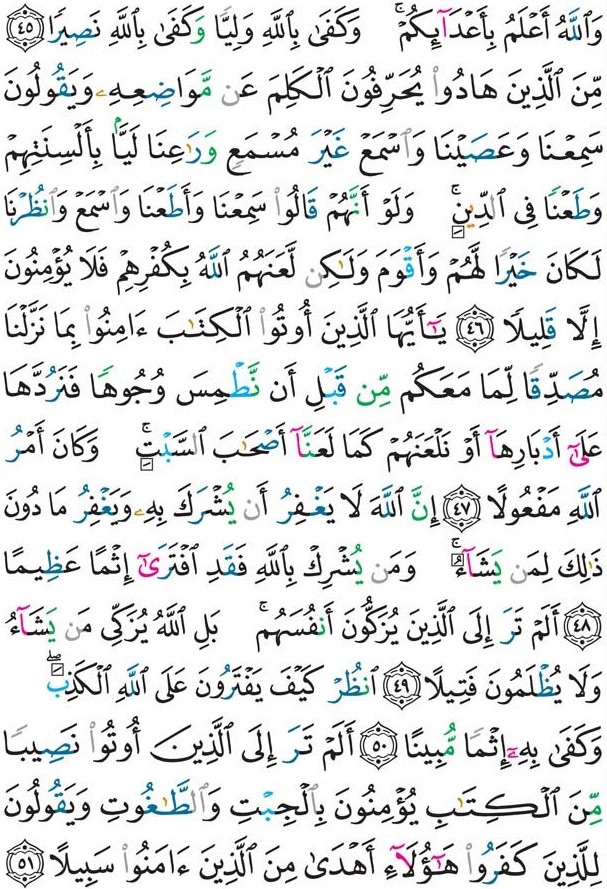 وَٱللَّهُ أَعْلَمُ بِأَعْدَآئِكُمْ ۚ وَكَفَىٰ بِٱللَّهِ وَلِيًّا وَكَفَىٰ بِٱللَّهِ نَصِيرًا ۝٤٥
مِّنَ ٱلَّذِينَ هَادُوا۟ يُحَرِّفُونَ ٱلْكَلِمَ عَن مَّوَاضِعِهِۦ وَيَقُولُونَ
سَمِعْنَا وَعَصَيْنَا وَٱسْمَعْ غَيْرَ مُسْمَعٍ وَرَٰعِنَا لَيًّۢا بِأَلْسِنَتِهِمْ
وَطَعْنًا فِى ٱلدِّينِ ۚ وَلَوْ أَنَّهُمْ قَالُوا۟ سَمِعْنَا وَأَطَعْنَا وَٱسْمَعْ وَٱنظُرْنَا
لَكَانَ خَيْرًا لَّهُمْ وَأَقْوَمَ وَلَـٰكِن لَّعَنَهُمُ ٱللَّهُ بِكُفْرِهِمْ فَلَا يُؤْمِنُونَ
إِلَّا قَلِيلًا ۝٤٦ يَـٰٓأَيُّهَا ٱلَّذِينَ أُوتُوا۟ ٱلْكِتَـٰبَ ءَامِنُوا۟ بِمَا نَزَّلْنَا
مُصَدِّقًا لِّمَا مَعَكُم مِّن قَبْلِ أَن نَّطْمِسَ وُجُوهًا فَنَرُدَّهَا
عَلَىٰٓ أَدْبَارِهَآ أَوْ نَلْعَنَهُمْ كَمَا لَعَنَّآ أَصْحَـٰبَ ٱلسَّبْتِ ۚ وَكَانَ أَمْرُ
ٱللَّهِ مَفْعُولًا ۝٤٧ إِنَّ ٱللَّهَ لَا يَغْفِرُ أَن يُشْرَكَ بِهِۦ وَيَغْفِرُ مَا دُونَ
ذَٰلِكَ لِمَن يَشَآءُ ۚ وَمَن يُشْرِكْ بِٱللَّهِ فَقَدِ ٱفْتَرَىٰٓ إِثْمًا عَظِيمًا
۝٤٨ أَلَمْ تَرَ إِلَى ٱلَّذِينَ يُزَكُّونَ أَنفُسَهُم ۚ بَلِ ٱللَّهُ يُزَكِّى مَن يَشَآءُ
وَلَا يُظْلَمُونَ فَتِيلًا ۝٤٩ ٱنظُرْ كَيْفَ يَفْتَرُونَ عَلَى ٱللَّهِ ٱلْكَذِبَ ۖ
وَكَفَىٰ بِهِۦٓ إِثْمًا مُّبِينًا ۝٥٠ أَلَمْ تَرَ إِلَى ٱلَّذِينَ أُوتُوا۟ نَصِيبًا
مِّنَ ٱلْكِتَـٰبِ يُؤْمِنُونَ بِٱلْجِبْتِ وَٱلطَّـٰغُوتِ وَيَقُولُونَ
لِلَّذِينَ كَفَرُوا۟ هَـٰٓؤُلَآءِ أَهْدَىٰ مِنَ ٱلَّذِينَ ءَامَنُوا۟ سَبِيلًا ۝٥١